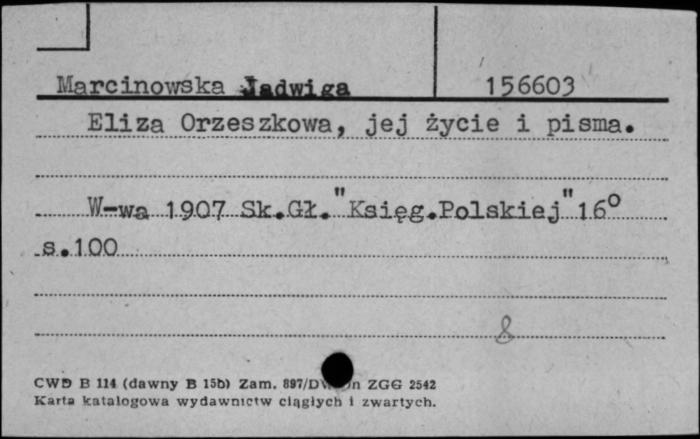 Marcinowska Jadwiga 156603
Eliza Orzeszkowa, jej życie i pisma.
W-wa 1907 Sk.Gł."Księg.Polskiej"16°
s.100
8
CWD B 114 (dawny B 15b) Zam. 897/ ZGG 2542
Karta katalogowa wydawnictw ciągłych i zwartych.